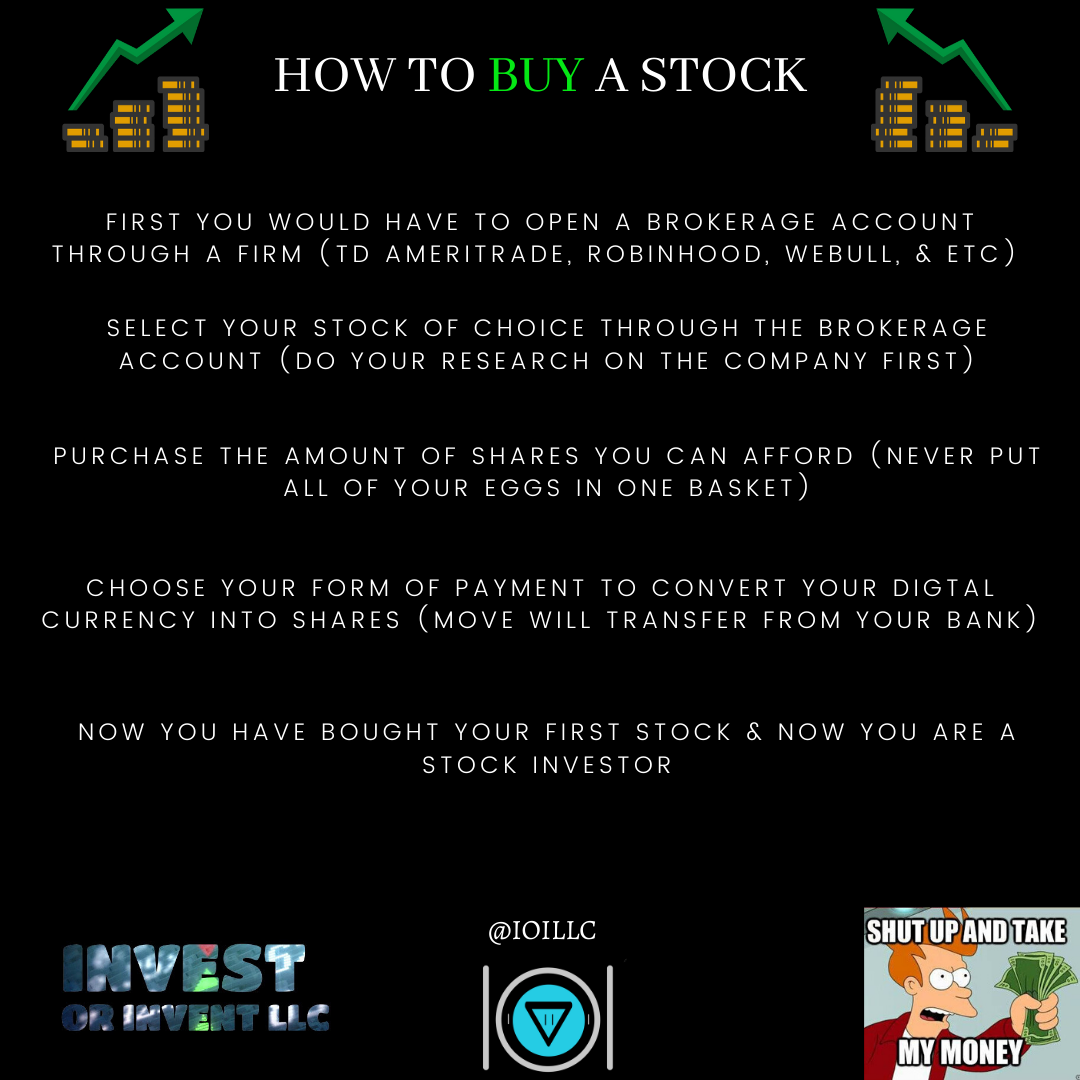 HOW TO BUY A STOCK
FIRST YOU WOULD HAVE TO OPEN A BROKERAGE ACCOUNT
THROUGH A FIRM (TD AMERITRADE, ROBINHOOD, WEBULL, & ETC)
SELECT YOUR STOCK OF CHOICE THROUGH THE BROKERAGE
ACCOUNT (DO YOUR RESEARCH ON THE COMPANY FIRST)
PURCHASE THE AMOUNT OF SHARES YOU CAN AFFORD (NEVER PUT
ALL OF YOUR EGGS IN ONE BASKET)
CHOOSE YOUR FORM OF PAYMENT TO CONVERT YOUR DIGTAL
CURRENCY INTO SHARES (MOVE WILL TRANSFER FROM YOUR BANK)
NOW YOU HAVE BOUGHT YOUR FIRST STOCK & NOW YOU ARE A
STOCK INVESTOR
INVEST
OR INVENT LLC
@IOILLC
SHUT UP AND TAKE
MY MONEY